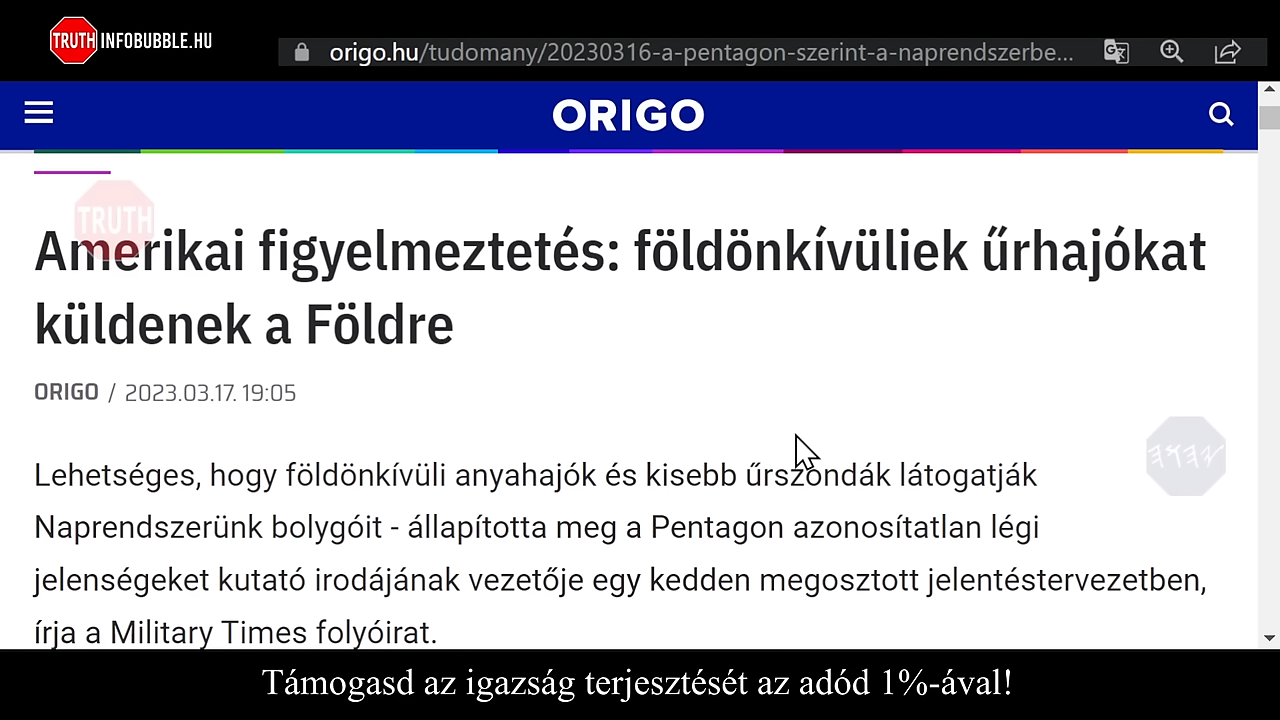 TRUTH INFOBUBBLE.HU
origo.hu/tudomany/20230316-a-pentagon-szerint-a-naprendszerbe...
ORIGO
TRUTH
Amerikai figyelmeztetés: földönkívüliek űrhajókat
küldenek a Földre
ORIGO / 2023.03.17. 19:05
Lehetséges, hogy földönkívüli anyahajók és kisebb űrszondák látogatják
Naprendszerünk bolygóit - állapította meg a Pentagon azonosítatlan légi
jelenségeket kutató irodájának vezetője egy kedden megosztott jelentéstervezetben,
írja a Military Times folyóirat.
Támogasd az igazság terjesztését az adód 1%-ával!